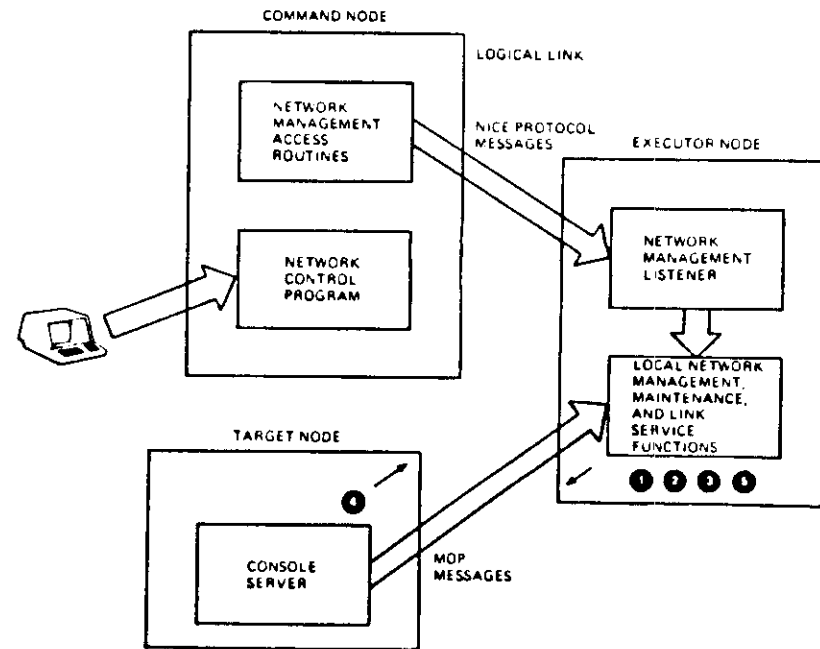 COMMAND NODE
LOGICAL LINK
NETWORK
MANAGEMENT
ACCESS
ROUTINES
NICE PROTOCOL
MESSAGES
EXECUTOR NODE
NETWORK
CONTROL
PROGRAM
NETWORK
MANAGEMENT
LISTENER
LOCAL NETWORK
MANAGEMENT,
MAINTENANCE,
AND LINK
SERVICE
FUNCTIONS
1 2 3 5
TARGET NODE
4
CONSOLE
SERVER
MOP
MESSAGES